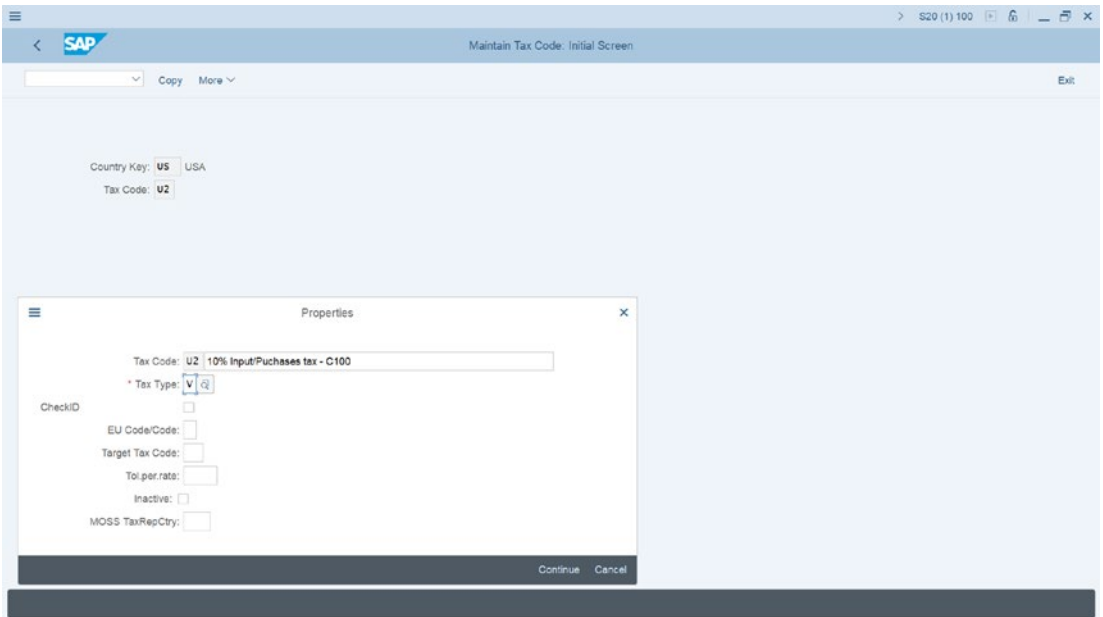 S20 (1) 100
SAP
Maintain Tax Code: Initial Screen
Copy More Exit
Country Key: US USA
Tax Code: U2
Properties
Tax Code: U2 10% Input/Puchases tax - C100
* Tax Type: V
CheckID
EU Code/Code:
Target Tax Code:
Tol.per.rate:
Inactive:
MOSS TaxRepCtry:
Continue Cancel